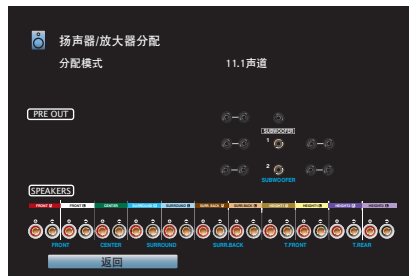 扬声器/放大器分配
分配模式 11.1声道
PRE OUT
SUBWOOFER
1
2
SUBWOOFER
SPEAKERS
FRONT CENTER SURROUND SURR.BACK T.FRONT T.REAR
返回